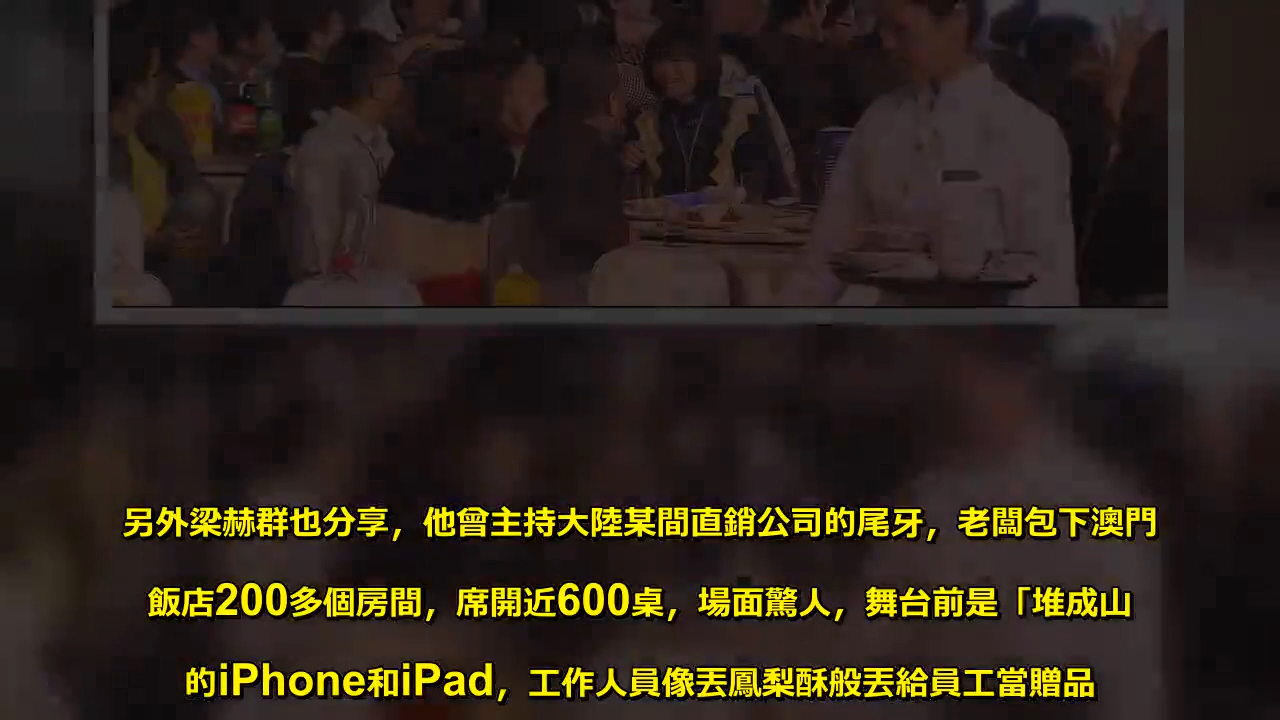 另外梁赫群也分享，他曾主持大陸某間直銷公司的尾牙，老闆包下澳門
飯店200多個房間，席開近600桌，場面驚人，舞台前是「堆成山
的iPhone和iPad，工作人員像丟鳳梨酥般丟給員工當贈品